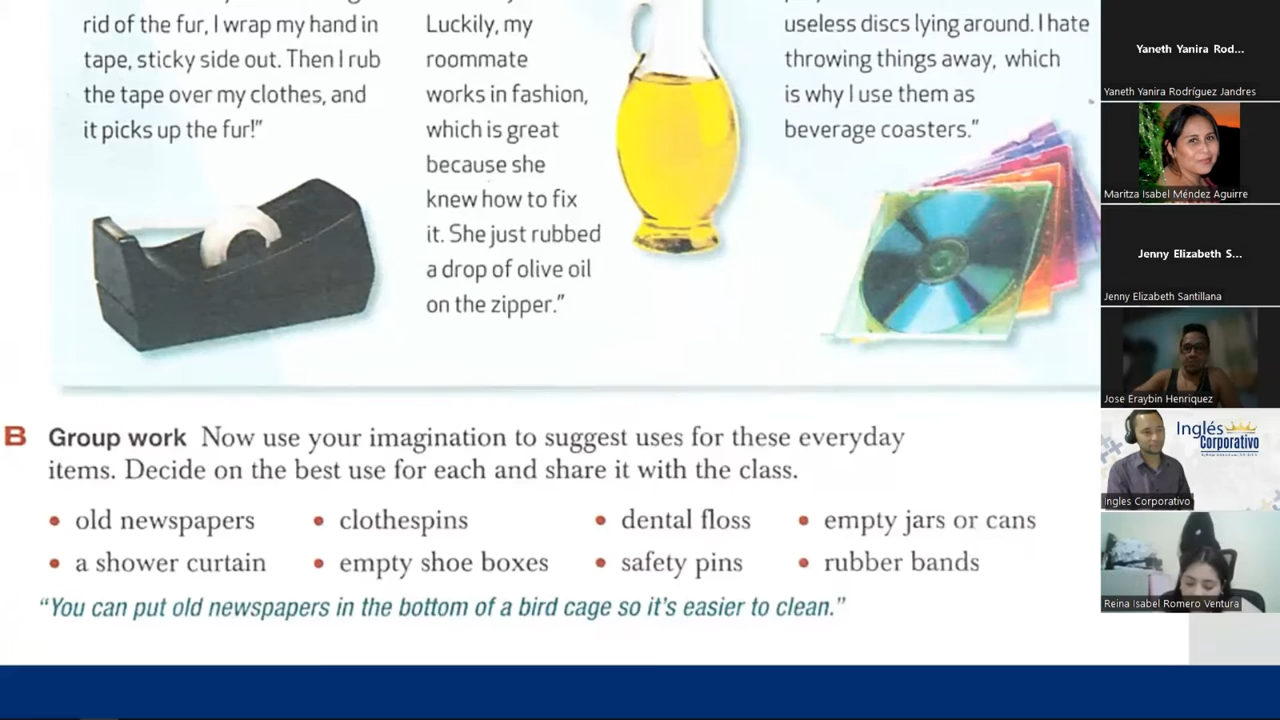 rid of the fur, I wrap my hand in
tape, sticky side out. Then I rub
the tape over my clothes, and
it picks up the fur!”
Luckily, my
roommate
works in fashion,
which is great
because she
knew how to fix
it. She just rubbed
a drop of olive oil
on the zipper.”
useless discs lying around. I hate
throwing things away, which
is why I use them as
beverage coasters.”
B Group work Now use your imagination to suggest uses for these everyday
items. Decide on the best use for each and share it with the class.
• old newspapers • clothespins • dental floss • empty jars or cans
• a shower curtain • empty shoe boxes • safety pins • rubber bands
“You can put old newspapers in the bottom of a bird cage so it’s easier to clean.”
Yaneth Yanira Rod...
Yaneth Yanira Rodríguez Jandres
Maritza Isabel Méndez Aguirre
Jenny Elizabeth S...
Jenny Elizabeth Santillana
Jose Eraybin Henriquez
Inglés
Corporativo
Ingles Corporativo
Reina Isabel Romero Ventura